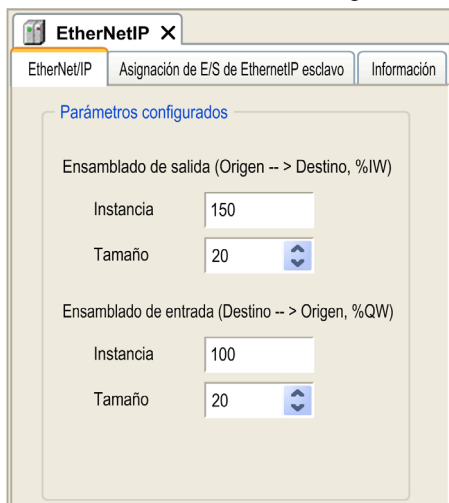 EtherNetIP X
EtherNet/IP Asignación de E/S de EthernetIP esclavo Información
Parámetros configurados
Ensamblado de salida (Origen -- > Destino, %IW)
Instancia 150
Tamaño 20
Ensamblado de entrada (Destino -- > Origen, %QW)
Instancia 100
Tamaño 20